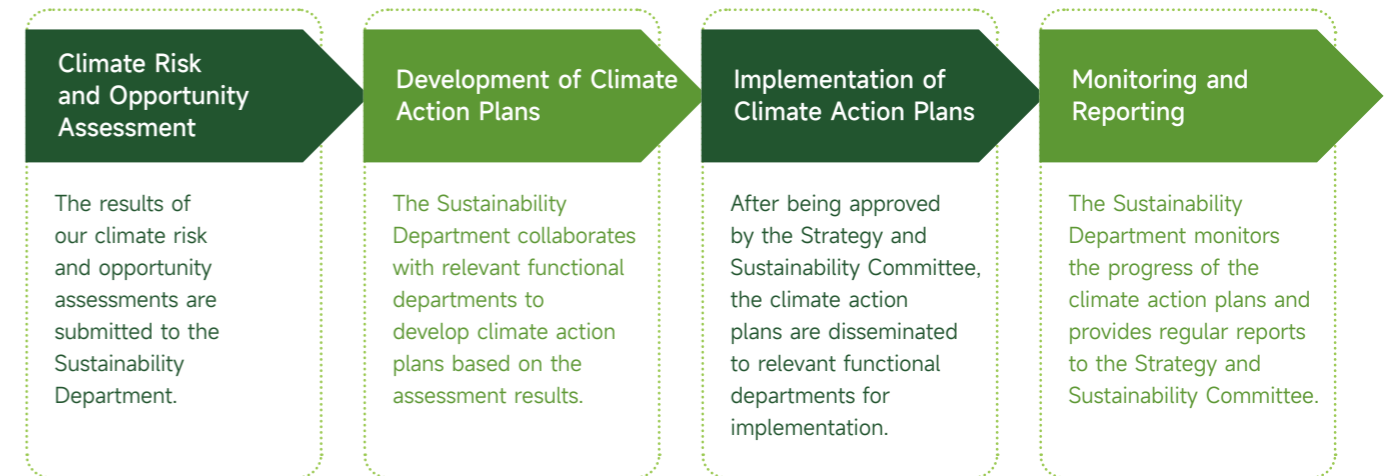 Climate Risk
and Opportunity
Assessment
The results of
our climate risk
and opportunity
assessments are
submitted to the
Sustainability
Department.
Development of Climate
Action Plans
The Sustainability
Department collaborates
with relevant functional
departments to
develop climate action
plans based on the
assessment results.
Implementation of
Climate Action Plans
After being approved
by the Strategy and
Sustainability Committee,
the climate action
plans are disseminated
to relevant functional
departments for
implementation.
Monitoring and
Reporting
The Sustainability
Department monitors
the progress of the
climate action plans and
provides regular reports
to the Strategy and
Sustainability Committee.